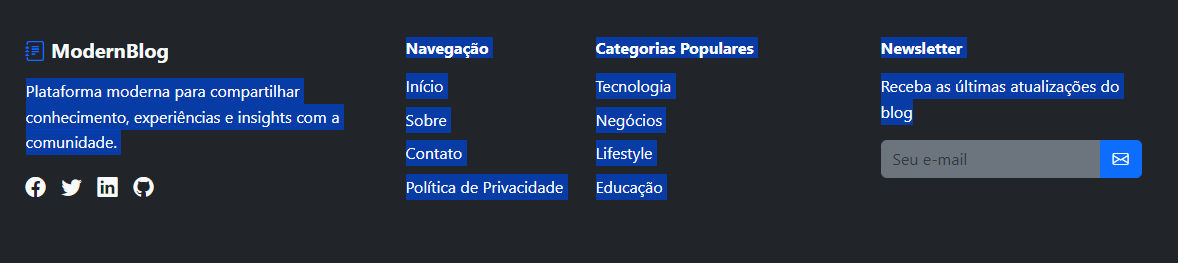 ModernBlog
Plataforma moderna para compartilhar
conhecimento, experiências e insights com a
comunidade.
Navegação
Início
Sobre
Contato
Política de Privacidade
Categorias Populares
Tecnologia
Negócios
Lifestyle
Educação
Newsletter
Receba as últimas atualizações do
blog
Seu e-mail